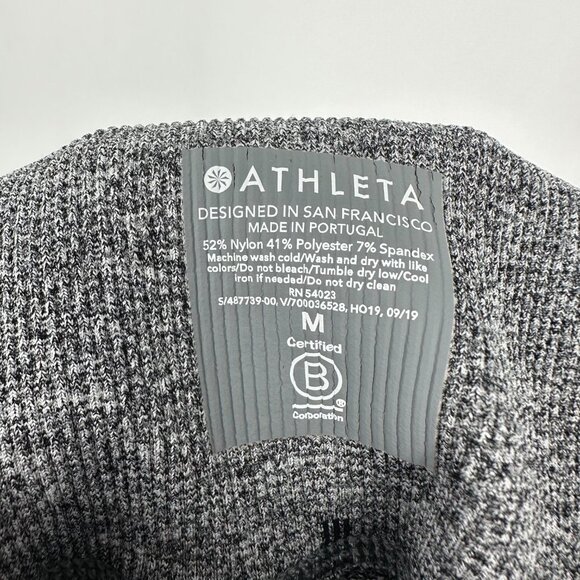 ATHLETA
DESIGNED IN SAN FRANCISCO
MADE IN PORTUGAL
52% Nylon 41% Polyester 7% Spandex
Machine wash cold/Wash and dry with like
colors/Do not bleach/Tumble dry low/Cool
iron if needed/Do not dry clean
RN 54023
S/487739-00, V/700036528, HO19, 09/19
M
Certified
B
®
Corporation